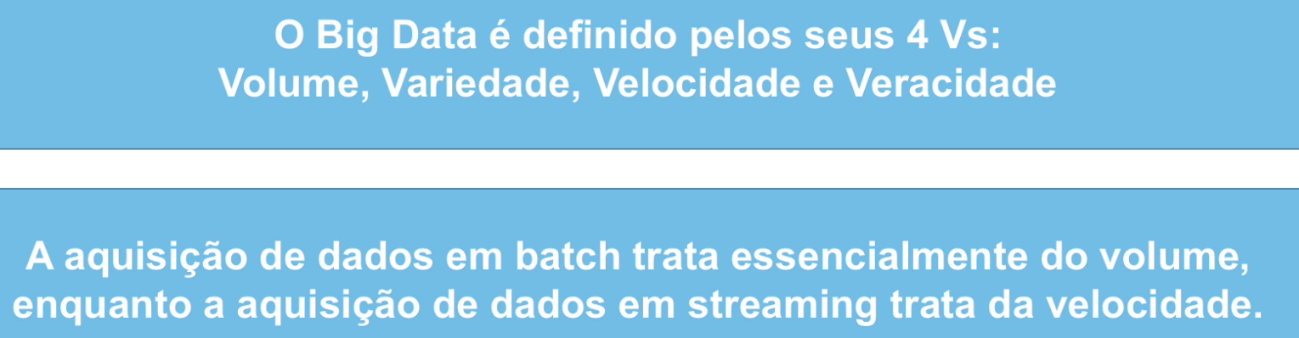 O Big Data é definido pelos seus 4 Vs:
Volume, Variedade, Velocidade e Veracidade
A aquisição de dados em batch trata essencialmente do volume,
enquanto a aquisição de dados em streaming trata da velocidade.